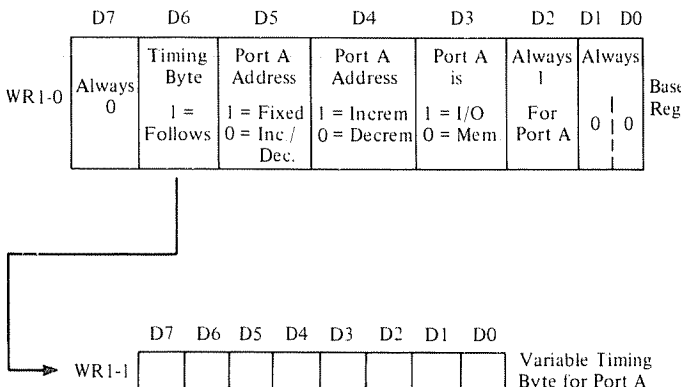 D7 D6 D5 D4 D3 D2 D1 D0
WR1-0
Always
0
Timing
Byte
1 =
Follows
Port A
Address
1 = Fixed
0 = Inc./
Dec.
Port A
Address
1 = Increm
0 = Decrem
Port A
is
1 = I/O
0 = Mem
Always
1
For
Port A
Always
0 0
Base
Reg
D7 D6 D5 D4 D3 D2 D1 D0
WR1-1
Variable Timing
Byte for Port A